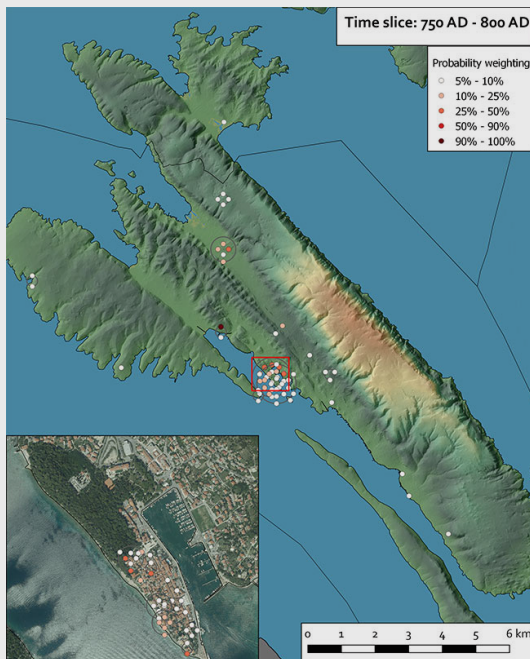 Time slice: 750 AD - 800 AD
Probability weighting
5% - 10%
10% - 25%
25% - 50%
50% - 90%
90% - 100%
0 1 2 3 4 5 6 km